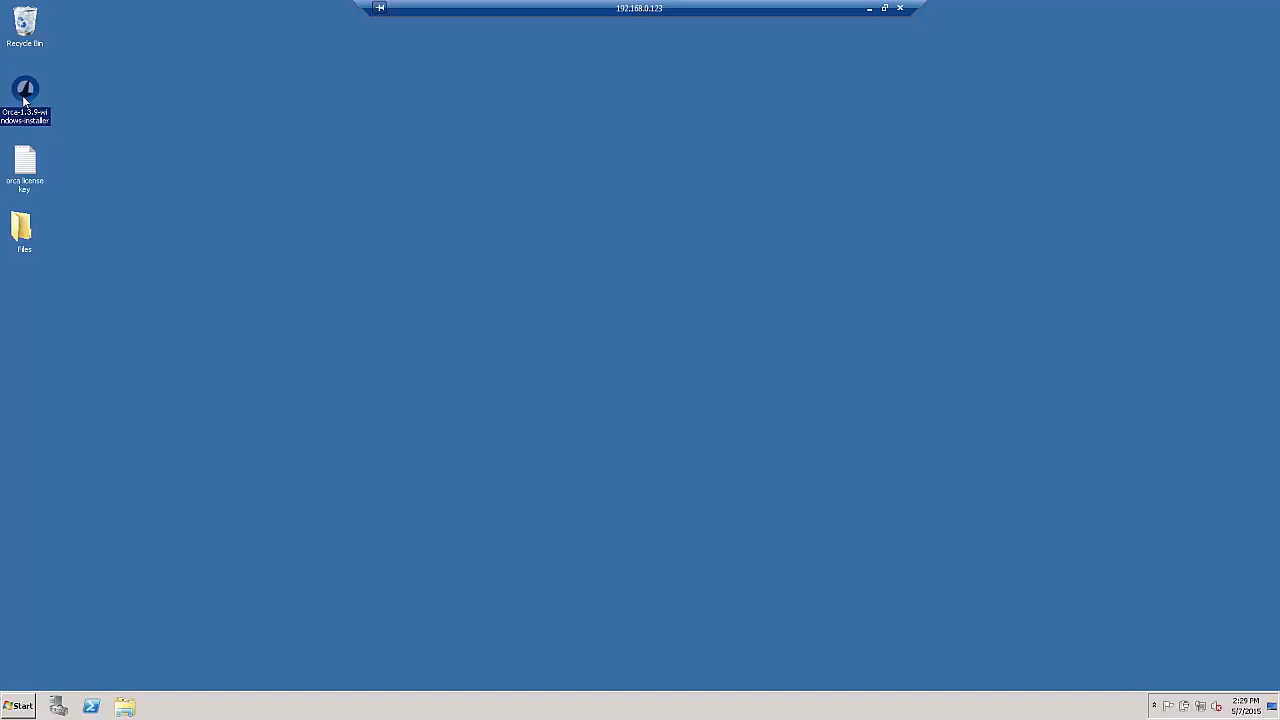 192.168.0.123
Recycle Bin
Orca-1.3.9-wi
ndows-installer
orca license
key
Files
Start
2:29 PM
5/7/2015